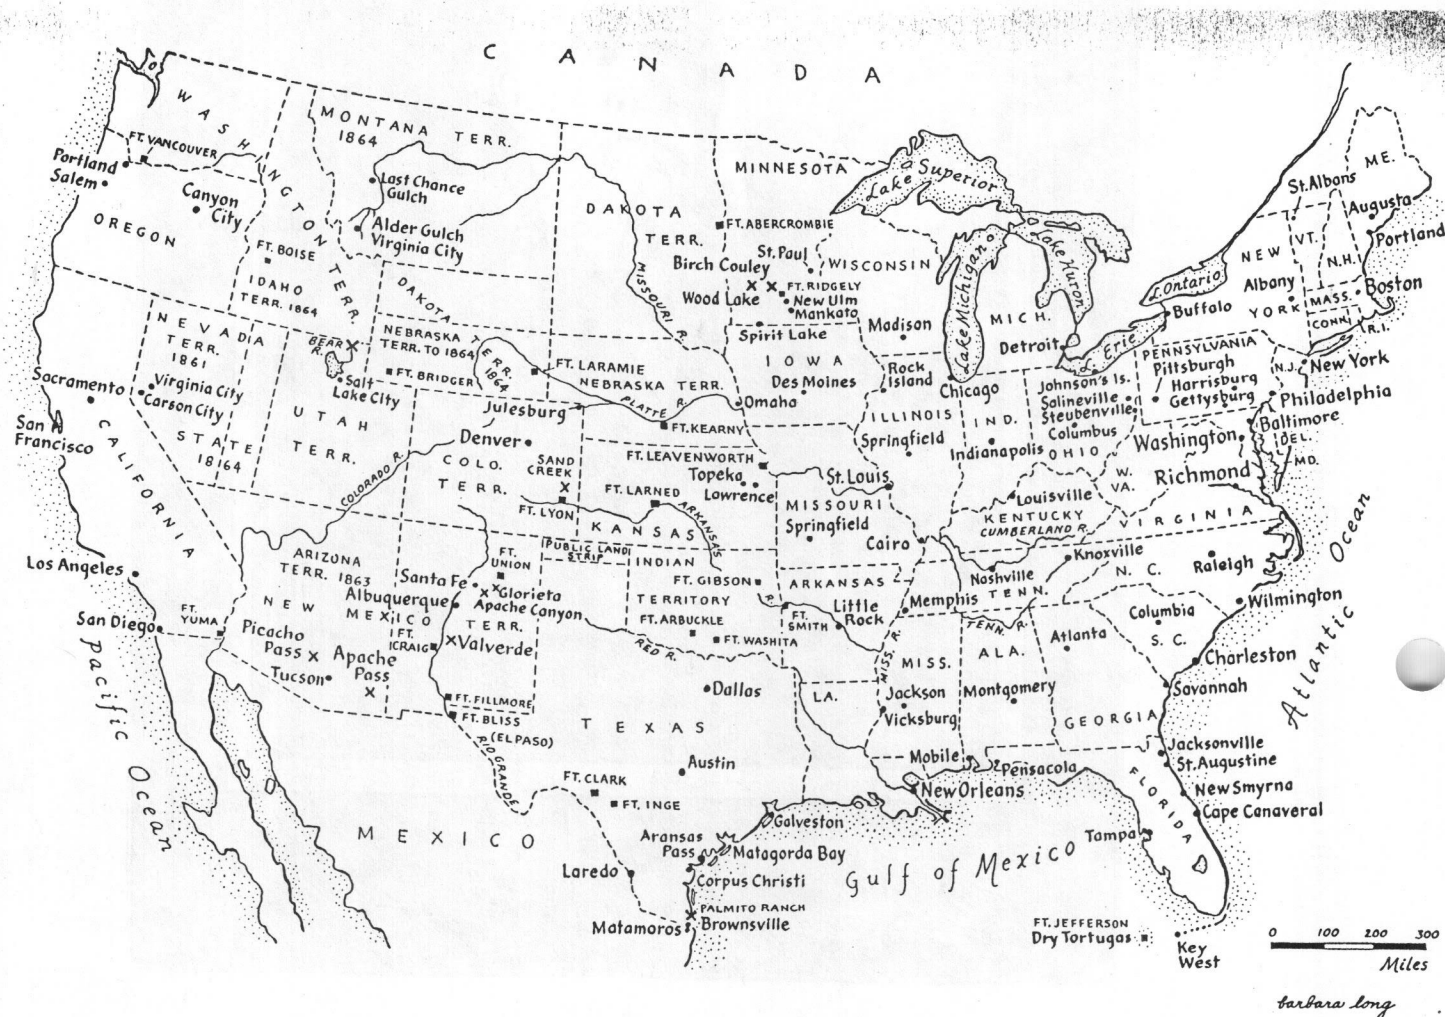 CANADA
WASHINGTON TERR.
MONTANA TERR.
1864
FT. VANCOUVER
Portland
Salem
Canyon
City
OREGON
Last Chance
Gulch
Alder Gulch
Virginia City
FT. BOISE
IDAHO
TERR. 1864
DAKOTA
TERR.
MISSOURI R.
MINNESOTA
FT. ABERCROMBIE
St. Paul
Birch Couley
FT. RIDGELY
Wood Lake
New Ulm
Mankato
Spirit Lake
WISCONSIN
Madison
Lake Superior
Lake Michigan
Lake Huron
MICH.
Detroit
L. Erie
L. Ontario
Buffalo
NEW
YORK
Albany
St. Albans
VT.
N.H.
ME.
Augusta
Portland
MASS.
Boston
CONN.
R.I.
New York
N.J.
PENNSYLVANIA
Pittsburgh
Harrisburg
Gettysburg
Philadelphia
Baltimore
DEL.
MD.
Washington
Richmond
W.
VA.
VIRGINIA
NEVADIA
TERR.
1861
Virginia City
Carson City
STATE
1864
Sacramento
San
Francisco
CALIFORNIA
BEAR
R.
Salt
Lake City
UTAH
TERR.
DAKOTA
TERR.
1864
NEBRASKA
TERR. TO 1864
FT. BRIDGER
FT. LARAMIE
NEBRASKA TERR.
PLATTE R.
FT. KEARNY
Julesburg
Denver
COLO.
TERR.
SAND
CREEK
FT. LYON
COLORADO R.
IOWA
Des Moines
Omaha
Rock
Island
Chicago
ILLINOIS
Springfield
IND.
Indianapolis
Johnson's Is.
Salineville
Steubenville
Columbus
OHIO
FT. LEAVENWORTH
Topeka
Lawrence
FT. LARNED
ARKANSAS
R.
KANSAS
St. Louis
MISSOURI
Springfield
Cairo
Louisville
KENTUCKY
CUMBERLAND R.
Knoxville
Nashville
TENN.
Memphis
TENN. R.
N. C.
Raleigh
Wilmington
Columbia
S. C.
Charleston
Savannah
Atlanta
GEORGIA
ALA.
Montgomery
MISS.
MISS. R.
Jackson
Vicksburg
Mobile
Pensacola
New Orleans
LA.
ARKANSAS
Little
Rock
FT.
SMITH
PUBLIC LAND
STRIP
INDIAN
TERRITORY
FT. GIBSON
FT. ARBUCKLE
FT. WASHITA
RED R.
Los Angeles
San Diego
FT.
YUMA
ARIZONA
TERR. 1863
NEW
MEXICO
TERR.
Santa Fe
Albuquerque
FT.
UNION
Glorieta
Apache Canyon
FT.
CRAIG
Valverde
Picacho
Pass
Apache
Pass
Tucson
FT. FILLMORE
FT. BLISS
(EL PASO)
RIO GRANDE
TEXAS
Dallas
Austin
FT. CLARK
FT. INGE
Galveston
Aransas
Pass
Matagorda Bay
Laredo
Corpus Christi
PALMITO RANCH
Brownsville
Matamoros
MEXICO
Gulf of Mexico
FLORIDA
Jacksonville
St. Augustine
New Smyrna
Cape Canaveral
Tampa
FT. JEFFERSON
Dry Tortugas
Key
West
Pacific Ocean
Atlantic Ocean
0 100 200 300
Miles
barbara long